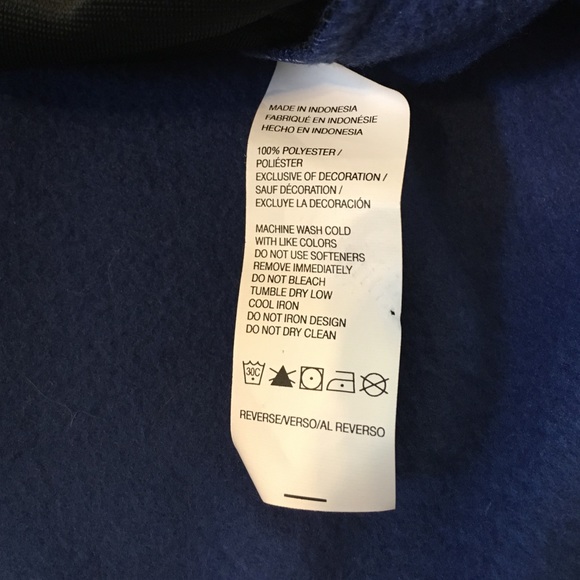 MADE IN INDONESIA
FABRIQUÉ EN INDONÉSIE
HECHO EN INDONESIA
100% POLYESTER /
POLIÉSTER
EXCLUSIVE OF DECORATION /
SAUF DÉCORATION /
EXCLUYE LA DECORACIÓN
MACHINE WASH COLD
WITH LIKE COLORS
DO NOT USE SOFTENERS
REMOVE IMMEDIATELY
DO NOT BLEACH
TUMBLE DRY LOW
COOL IRON
DO NOT IRON DESIGN
DO NOT DRY CLEAN
30C
REVERSE/VERSO/AL REVERSO